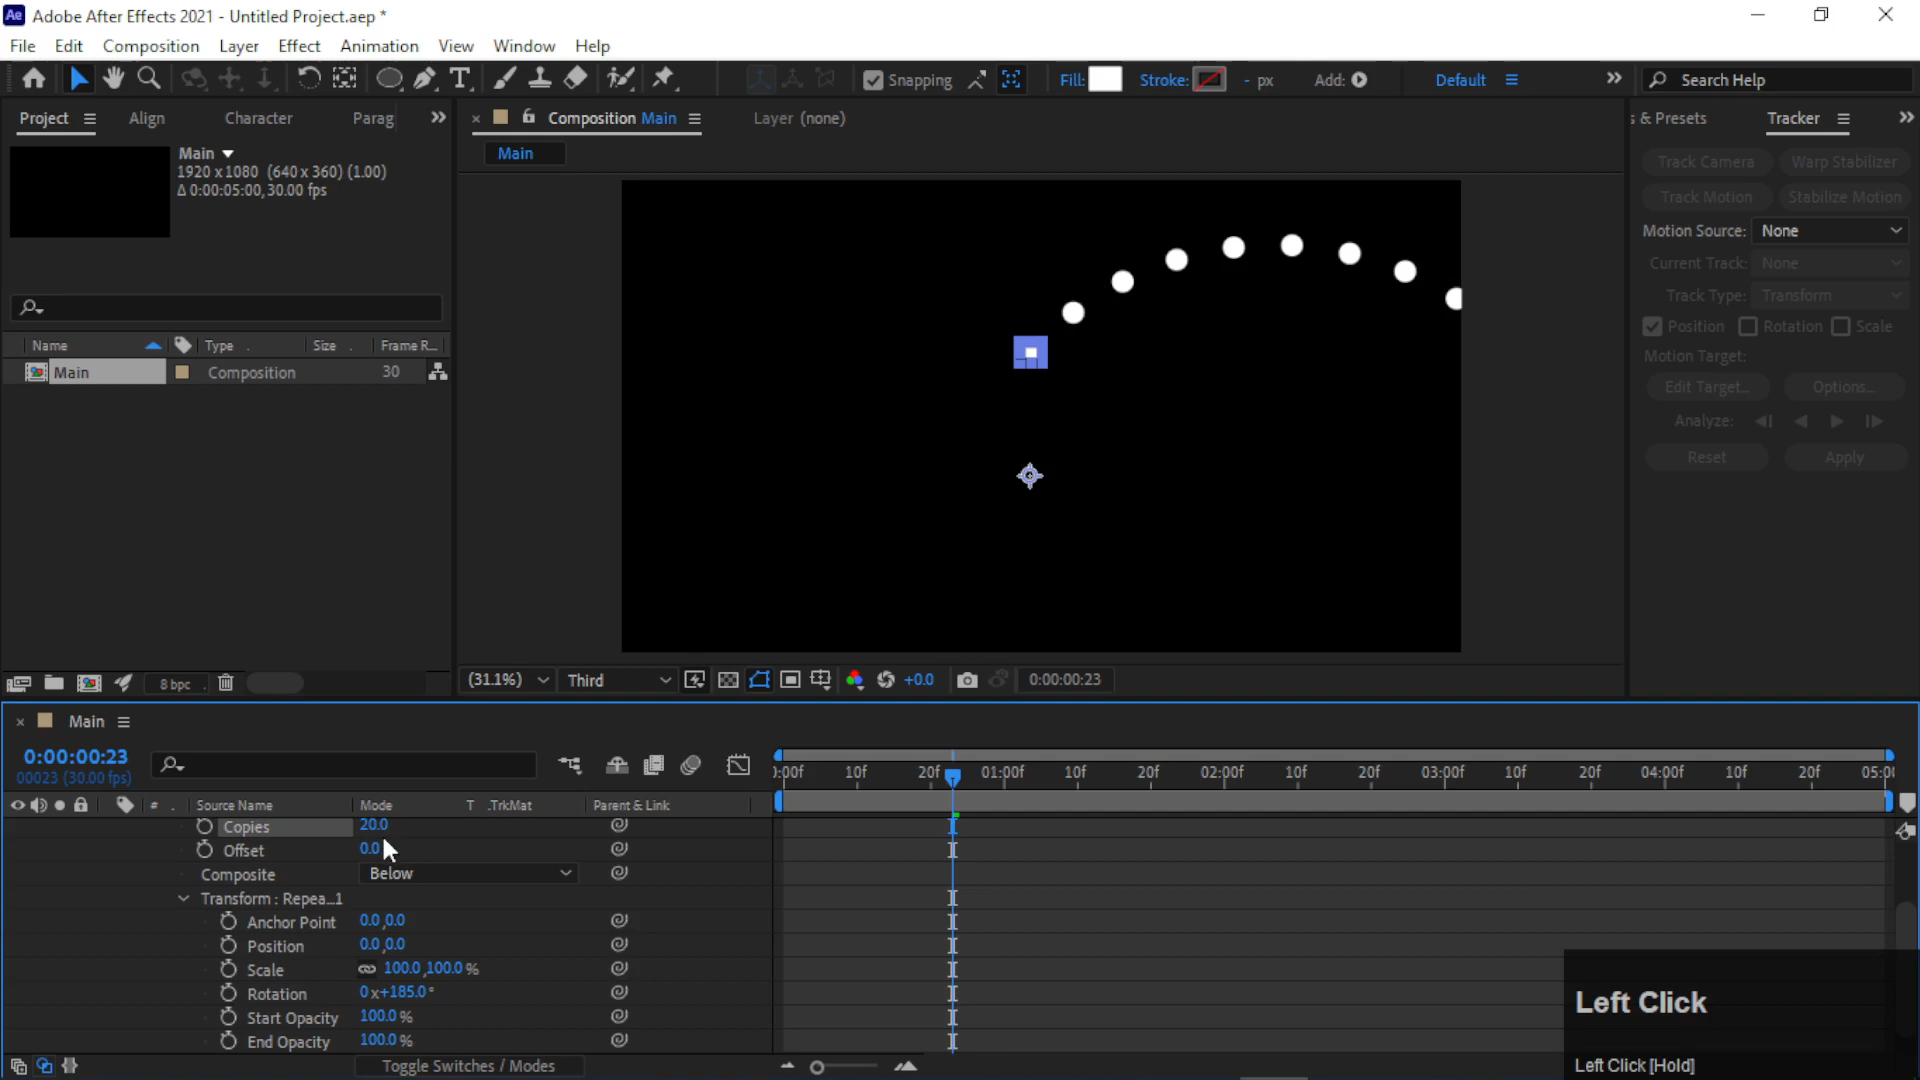 Ae Adobe After Effects 2021 - Untitled Project.aep *
File Edit Composition Layer Effect Animation View Window Help
T Snapping Fill: Stroke: - px Add: Default Search Help
Project Align Character Parag Composition Main Layer (none) s & Presets Tracker
Main
1920 x 1080 (640 x 360) (1.00)
Δ 0:00:05:00, 30.00 fps
Main
Track Camera Warp Stabilizer
Track Motion Stabilize Motion
Motion Source: None
Current Track: None
Track Type: Transform
Position Rotation Scale
Motion Target:
Edit Target... Options...
Analyze:
Reset Apply
Name Type Size Frame R...
Main Composition 30
8 bpc
(31.1%) Third +0.0 0:00:00:23
Main
0:00:00:23
00023 (30.00 fps)
):00f 10f 20f 01:00f 10f 20f 02:00f 10f 20f 03:00f 10f 20f 04:00f 10f 20f 05:00
# Source Name Mode T .TrkMat Parent & Link
Copies 20.0
Offset 0.0
Composite Below
Transform : Repea...1
Anchor Point 0.0,0.0
Position 0.0,0.0
Scale 100.0,100.0 %
Rotation 0x+185.0°
Start Opacity 100.0 %
End Opacity 100.0 %
Toggle Switches / Modes
Left Click
Left Click [Hold]